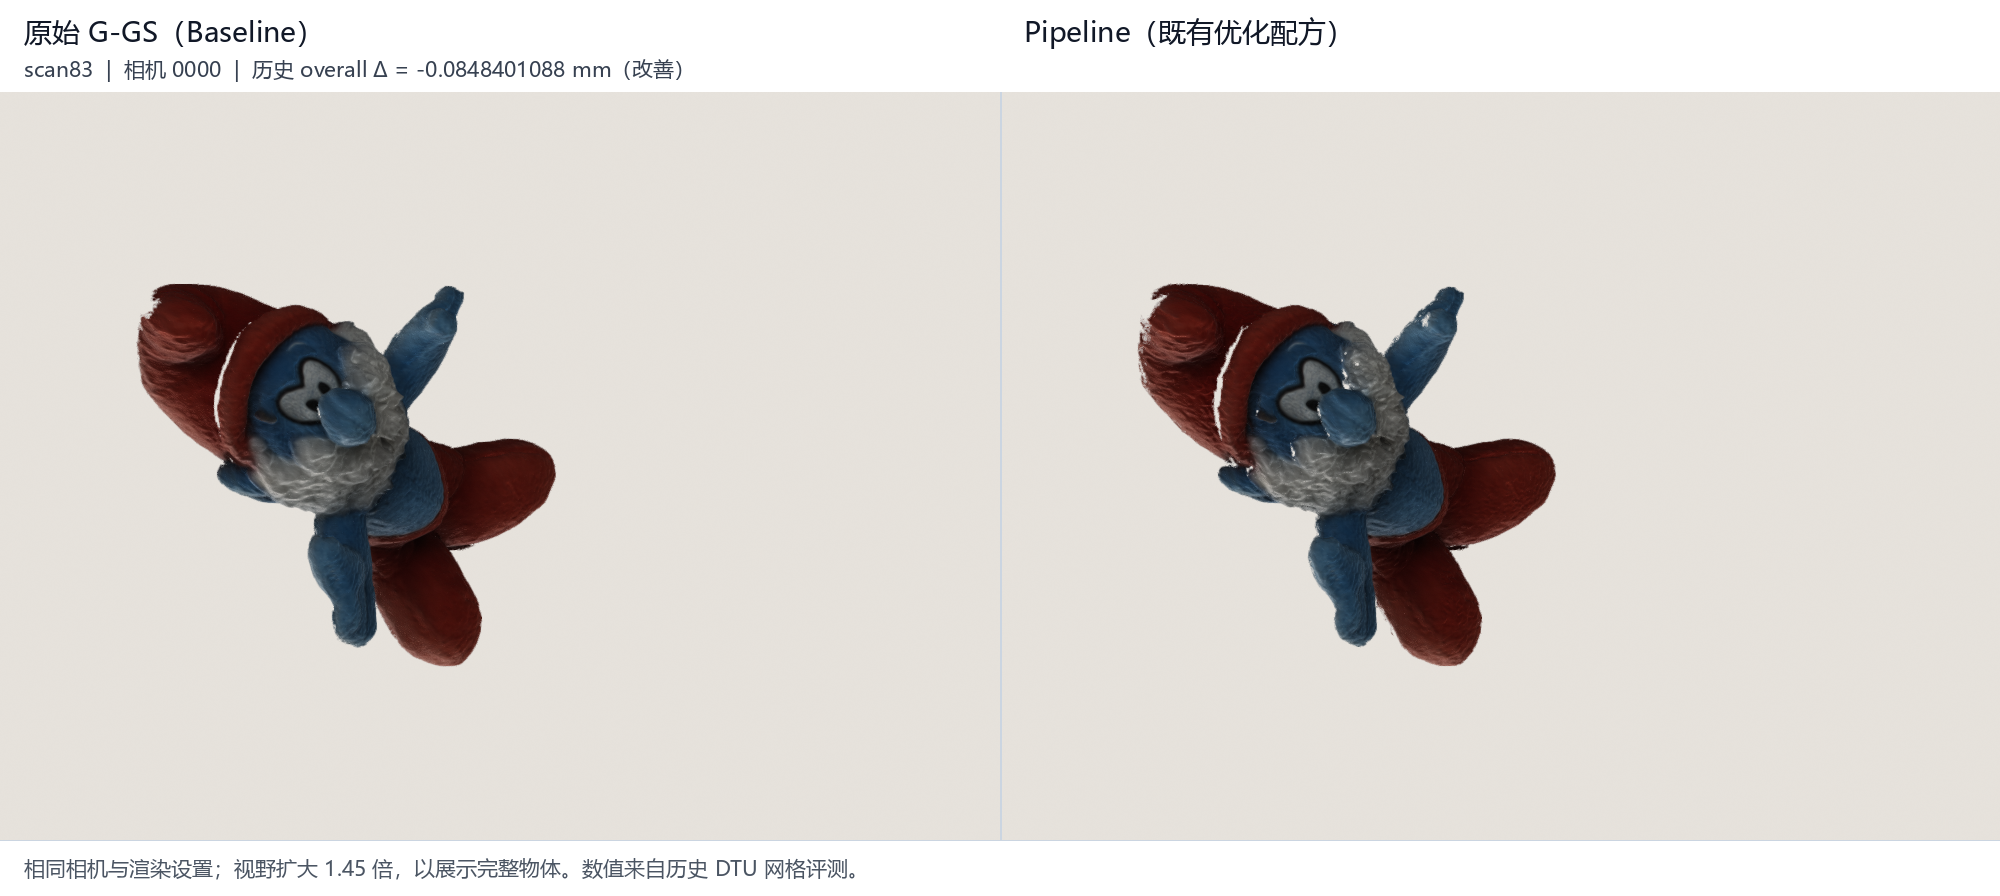 原始 G-GS（Baseline）
scan83 | 相机 0000 | 历史 overall Δ = -0.0848401088 mm（改善）
Pipeline（既有优化配方）
相同相机与渲染设置；视野扩大 1.45 倍，以展示完整物体。数值来自历史 DTU 网格评测。